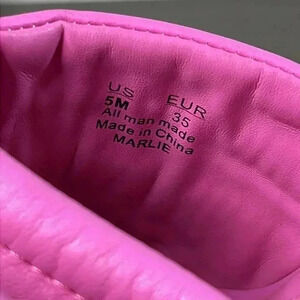 US EUR
5M 35
All man made
Made in China
MARLIE